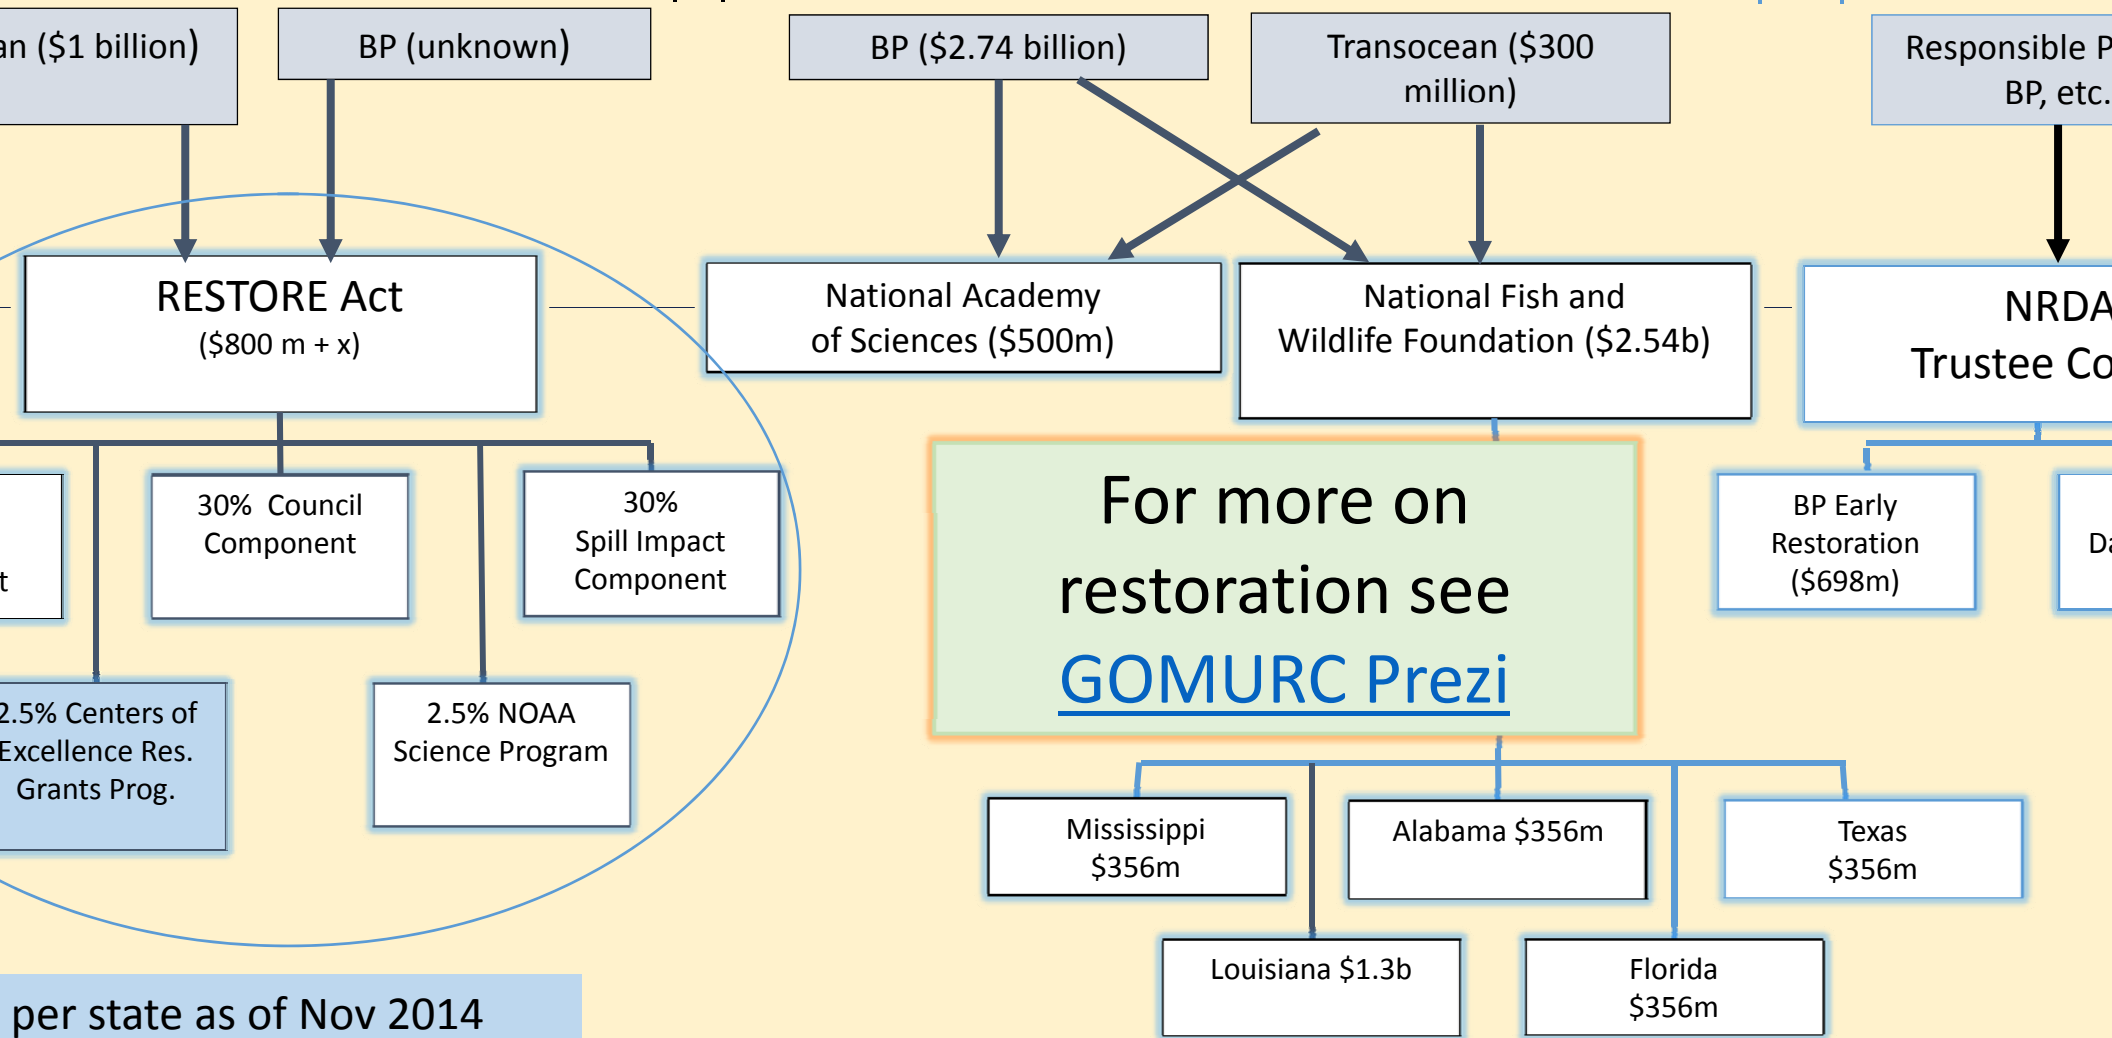 ($1 billion)
BP (unknown)
BP ($2.74 billion)
Transocean ($300
million)
Responsible
BP, etc.
RESTORE Act
($800 m + x)
National Academy
of Sciences ($500m)
National Fish and
Wildlife Foundation ($2.54b)
NRDA
Trustee
30% Council
Component
30%
Spill Impact
Component
For more on
restoration see
GOMURC Prezi
BP Early
Restoration
($698m)
2.5% Centers of
Excellence Res.
Grants Prog.
2.5% NOAA
Science Program
Mississippi
$356m
Alabama $356m
Texas
$356m
Louisiana $1.3b
Florida
$356m
per state as of Nov 2014